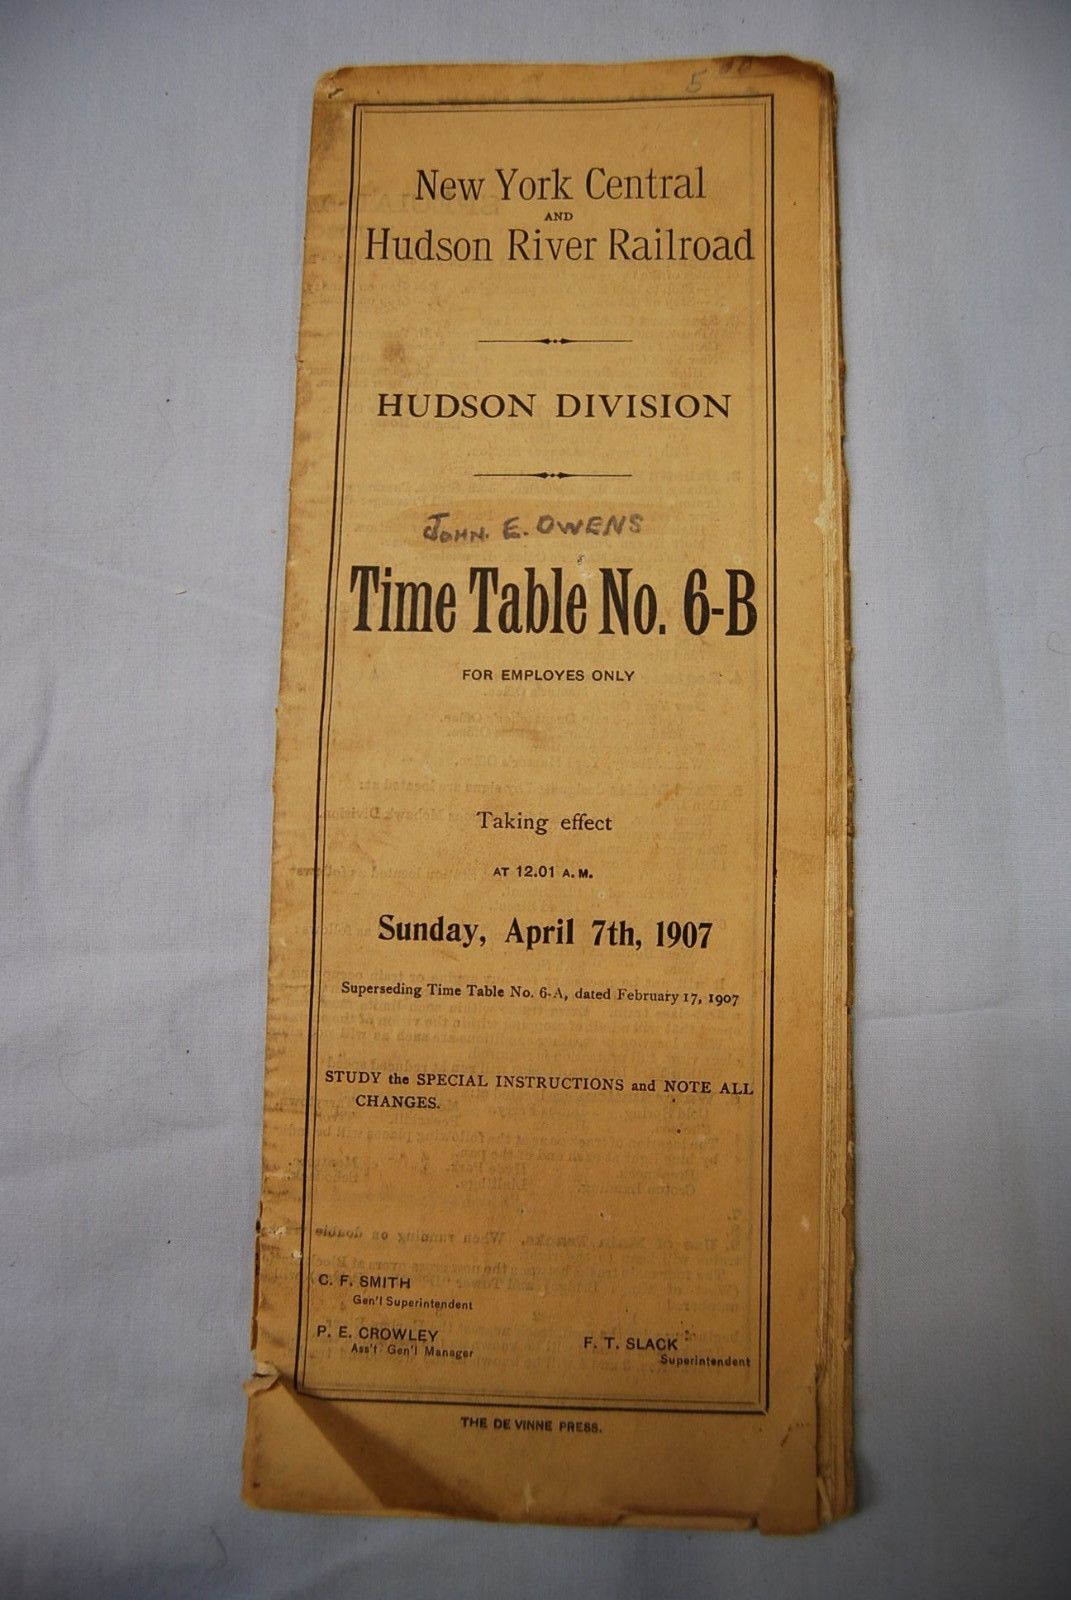 5 00
New York Central
AND
Hudson River Railroad
HUDSON DIVISION
JOHN. E. OWENS
Time Table No. 6-B
FOR EMPLOYES ONLY
Taking effect
AT 12.01 A.M.
Sunday, April 7th, 1907
Superseding Time Table No. 6-A, dated February 17, 1907
STUDY the SPECIAL INSTRUCTIONS and NOTE ALL
CHANGES.
C. F. SMITH
Gen'l Superintendent
P. E. CROWLEY
Ass't Gen'l Manager
F. T. SLACK
Superintendent
THE DE VINNE PRESS.